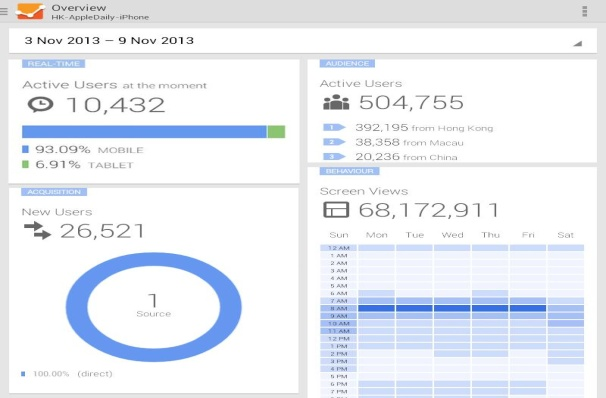 Overview
HK-AppleDaily-iPhone
3 Nov 2013 – 9 Nov 2013
REAL-TIME
Active Users at the moment
10,432
93.09% MOBILE
6.91% TABLET
ACQUISITION
New Users
26,521
1
Source
100.00% (direct)
AUDIENCE
Active Users
504,755
1 392,195 from Hong Kong
2 38,358 from Macau
3 20,236 from China
BEHAVIOUR
Screen Views
68,172,911
Sun Mon Tue Wed Thu Fri Sat
12 AM
1 AM
2 AM
3 AM
4 AM
5 AM
6 AM
7 AM
8 AM
9 AM
10 AM
11 AM
12 PM
1 PM
2 PM
3 PM
4 PM
5 PM
6 PM
7 PM